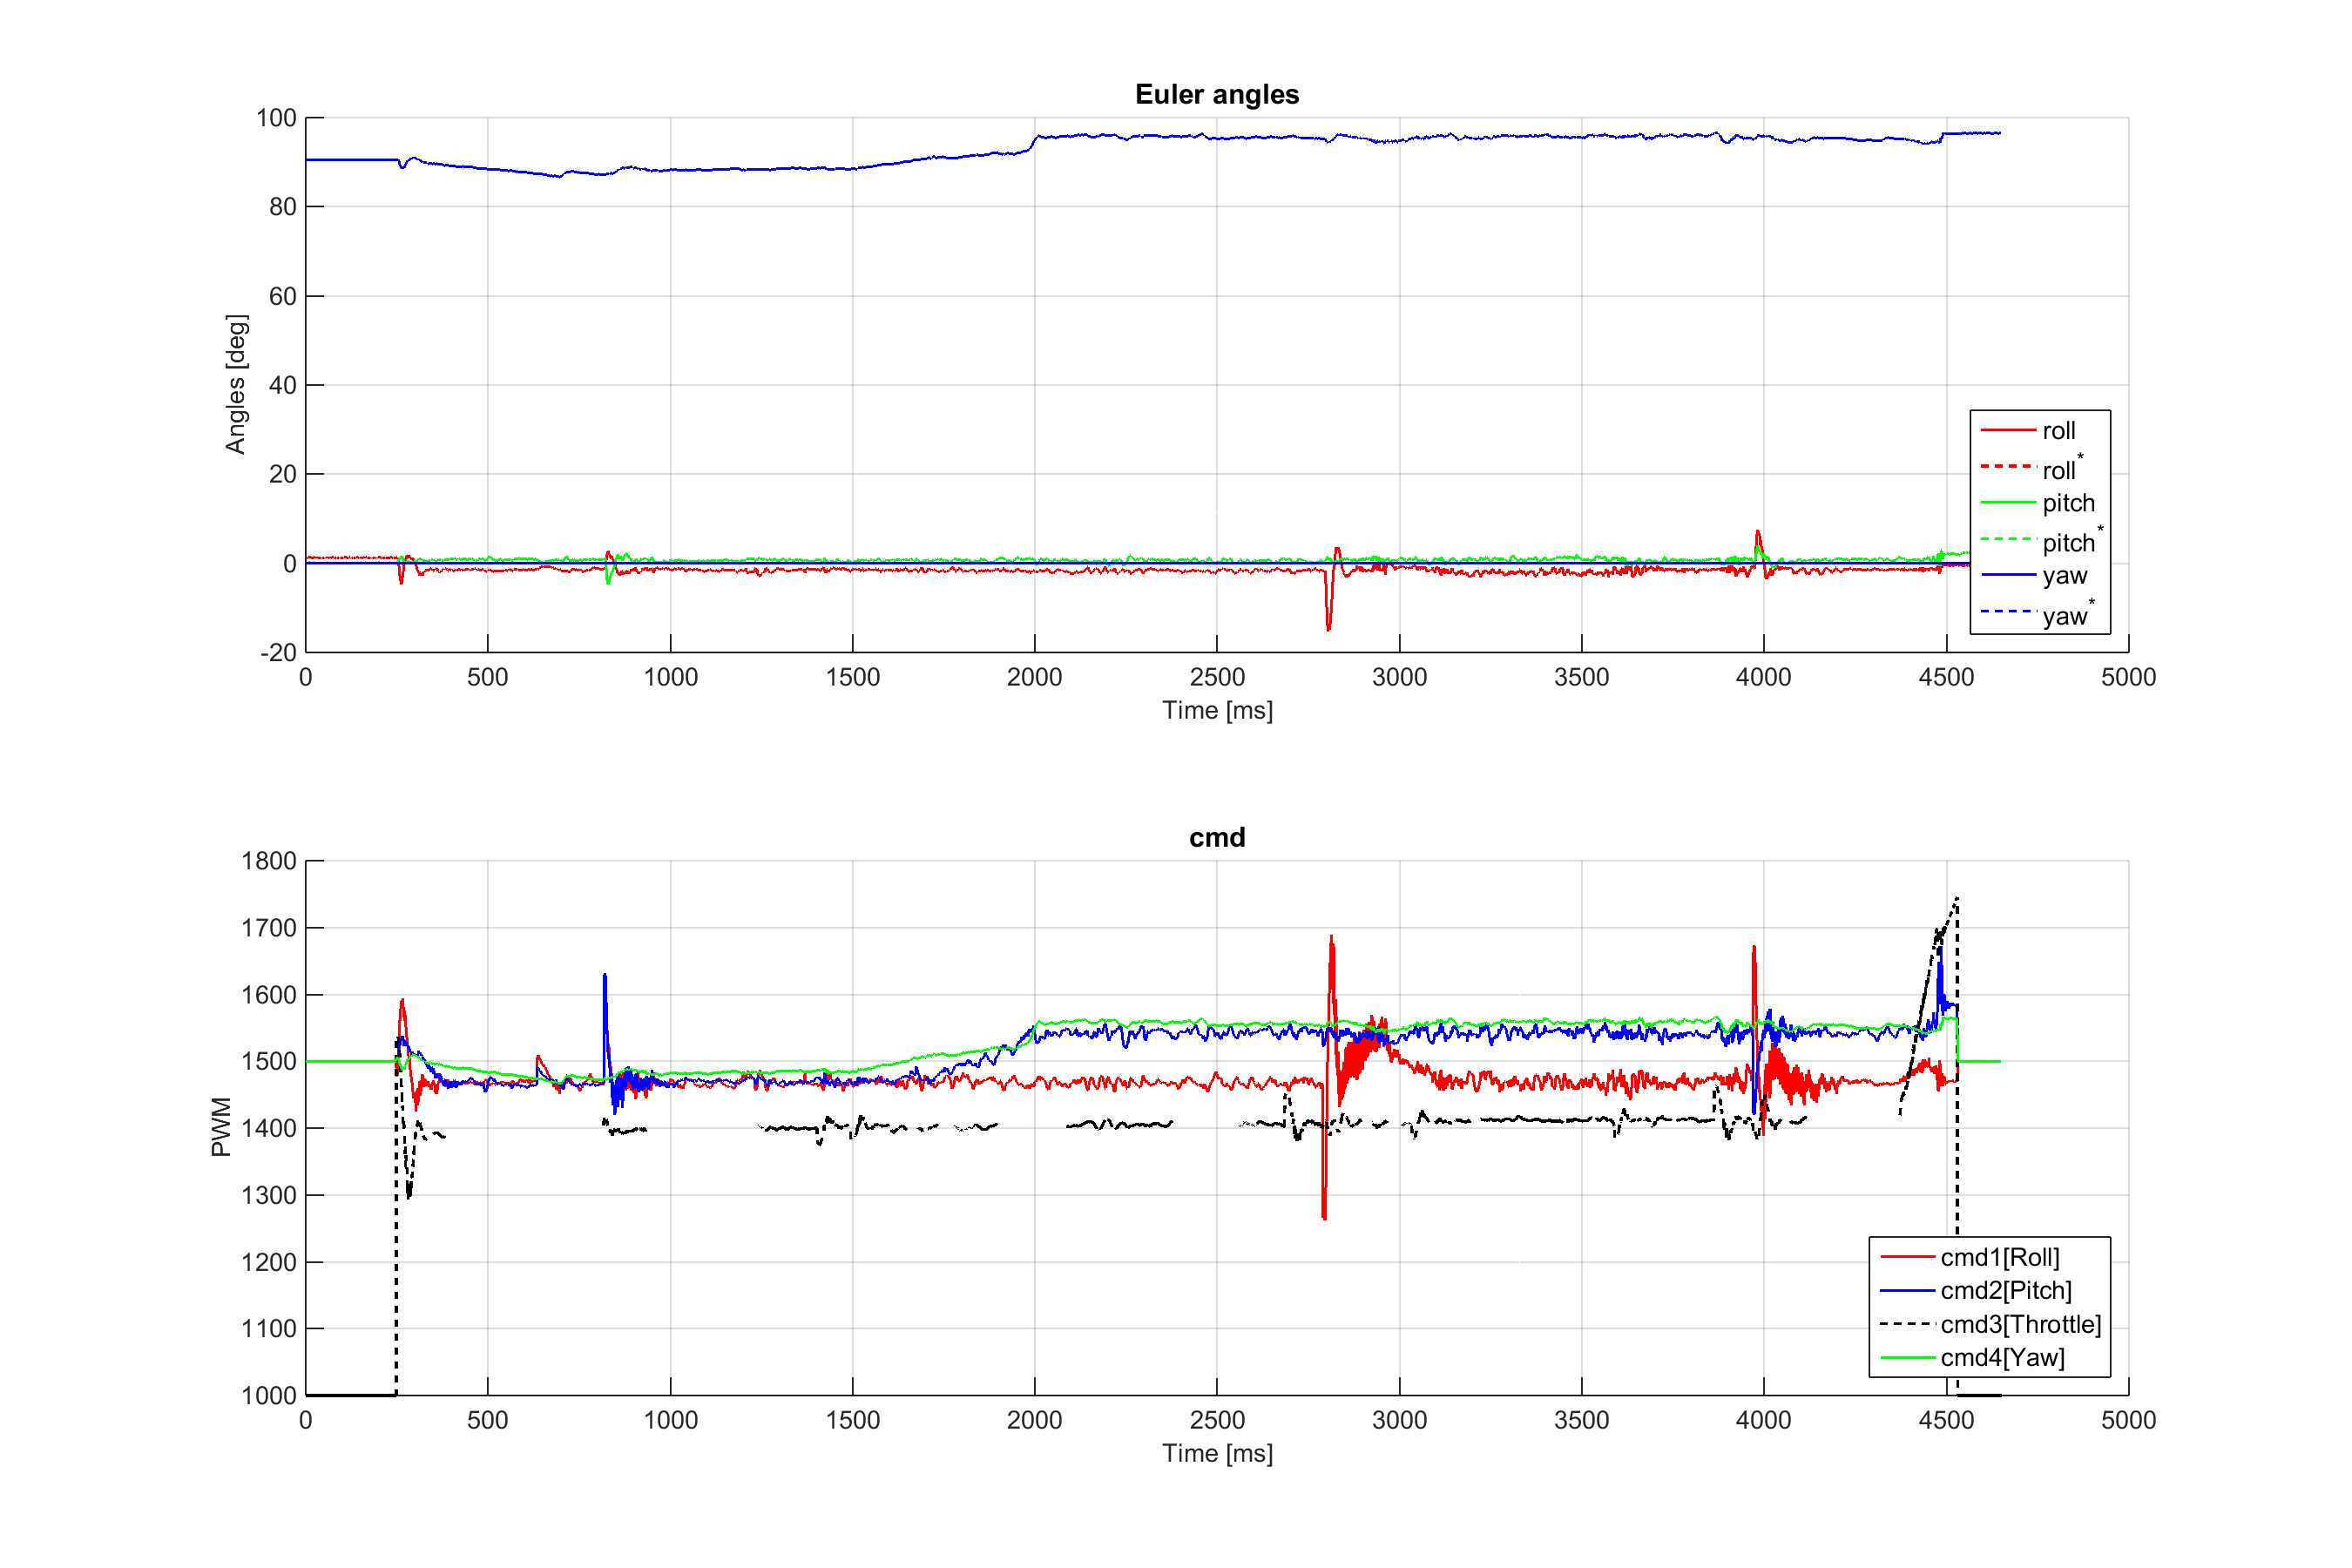 Euler angles
100
80
60
40
20
0
-20
Angles [deg]
roll
roll*
pitch
pitch*
yaw
yaw*
0 500 1000 1500 2000 2500 3000 3500 4000 4500 5000
Time [ms]
cmd
1800
1700
1600
1500
1400
1300
1200
1100
1000
PWM
cmd1[Roll]
cmd2[Pitch]
cmd3[Throttle]
cmd4[Yaw]
0 500 1000 1500 2000 2500 3000 3500 4000 4500 5000
Time [ms]